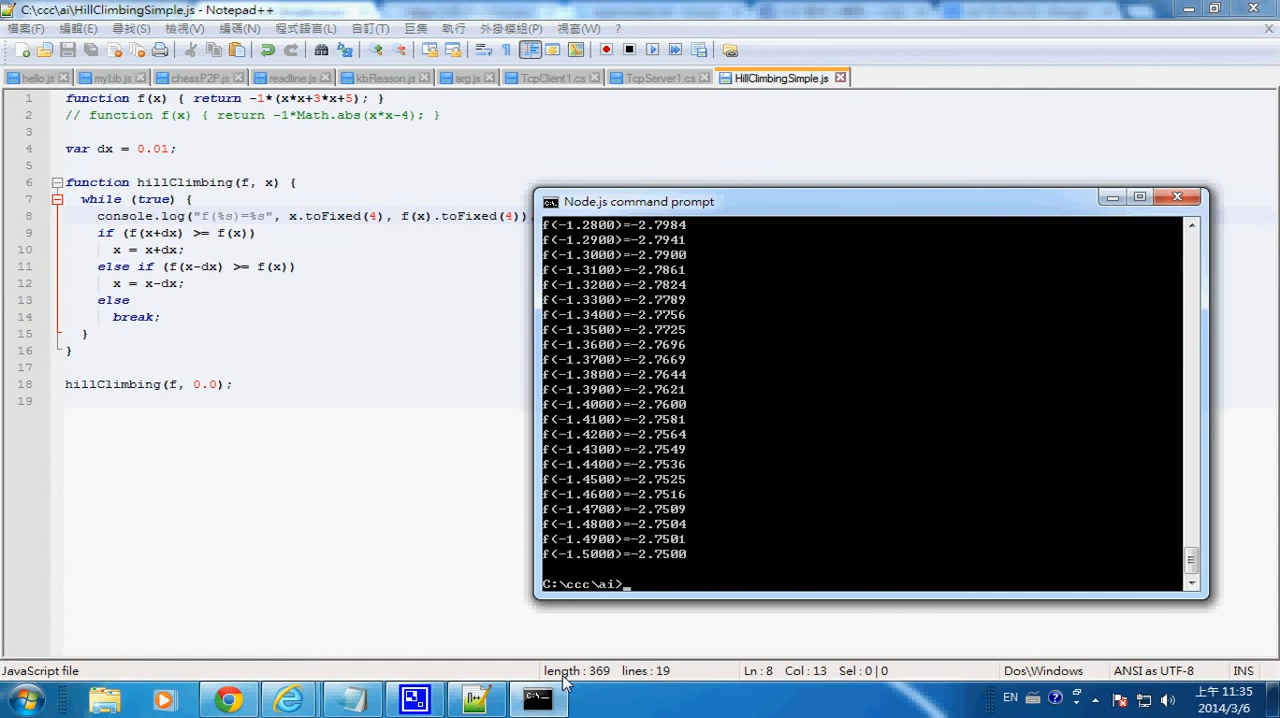 C:\ccc\ai\HillClimbingSimple.js - Notepad++
檔案(F) 編輯(E) 尋找(S) 檢視(V) 編碼(N) 程式語言(L) 自訂(T) 巨集 執行 外掛模組(P) 視窗(W) ?
hello.js myLib.js chessP2P.js readline.js kbReason.js arg.js TcpClient1.cs TcpServer1.cs HillClimbingSimple.js
1 function f(x) { return -1*(x*x+3*x+5); }
2 // function f(x) { return -1*Math.abs(x*x-4); }
3
4 var dx = 0.01;
5
6 function hillClimbing(f, x) {
7 while (true) {
8 console.log("f(%s)=%s", x.toFixed(4), f(x).toFixed(4))
9 if (f(x+dx) >= f(x))
10 x = x+dx;
11 else if (f(x-dx) >= f(x))
12 x = x-dx;
13 else
14 break;
15 }
16 }
17
18 hillClimbing(f, 0.0);
19
Node.js command prompt
f(-1.2800)=-2.7984
f(-1.2900)=-2.7941
f(-1.3000)=-2.7900
f(-1.3100)=-2.7861
f(-1.3200)=-2.7824
f(-1.3300)=-2.7789
f(-1.3400)=-2.7756
f(-1.3500)=-2.7725
f(-1.3600)=-2.7696
f(-1.3700)=-2.7669
f(-1.3800)=-2.7644
f(-1.3900)=-2.7621
f(-1.4000)=-2.7600
f(-1.4100)=-2.7581
f(-1.4200)=-2.7564
f(-1.4300)=-2.7549
f(-1.4400)=-2.7536
f(-1.4500)=-2.7525
f(-1.4600)=-2.7516
f(-1.4700)=-2.7509
f(-1.4800)=-2.7504
f(-1.4900)=-2.7501
f(-1.5000)=-2.7500
C:\ccc\ai>_
JavaScript file length : 369 lines : 19 Ln : 8 Col : 13 Sel : 0 | 0 Dos\Windows ANSI as UTF-8 INS
EN 上午 11:35
2014/3/6